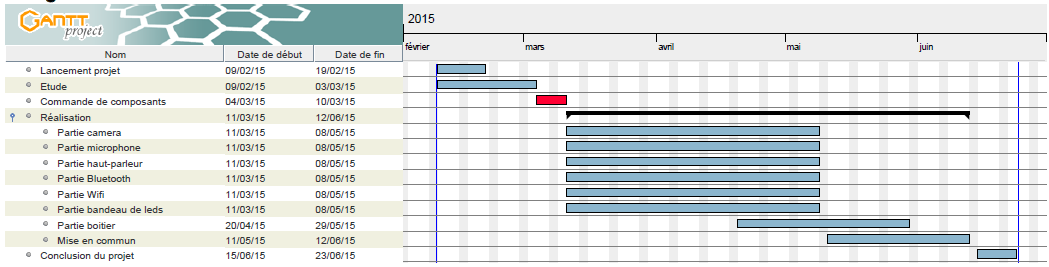 GANTT
project
2015
février mars avril mai juin
Nom Date de début Date de fin
Lancement projet 09/02/15 19/02/15
Etude 09/02/15 03/03/15
Commande de composants 04/03/15 10/03/15
Réalisation 11/03/15 12/06/15
Partie camera 11/03/15 08/05/15
Partie microphone 11/03/15 08/05/15
Partie haut-parleur 11/03/15 08/05/15
Partie Bluetooth 11/03/15 08/05/15
Partie Wifi 11/03/15 08/05/15
Partie bandeau de leds 11/03/15 08/05/15
Partie boitier 20/04/15 29/05/15
Mise en commun 11/05/15 12/06/15
Conclusion du projet 15/06/15 23/06/15